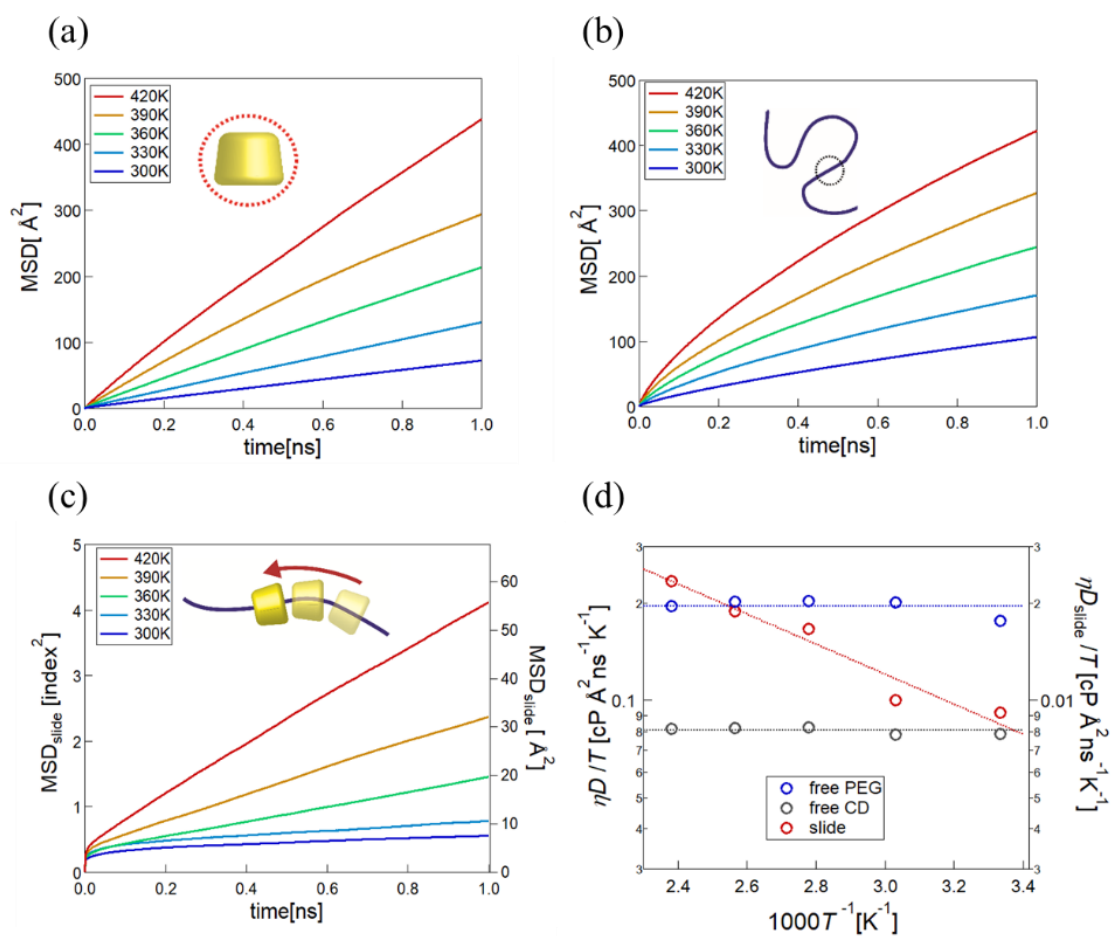 (a)
500
400
300
200
100
0
MSD[ Å²]
420K
390K
360K
330K
300K
0.0 0.2 0.4 0.6 0.8 1.0
time[ns]
(b)
500
400
300
200
100
0
MSD[ Å²]
420K
390K
360K
330K
300K
0.0 0.2 0.4 0.6 0.8 1.0
time[ns]
(c)
5
4
3
2
1
0
MSDslide [index²]
420K
390K
360K
330K
300K
60
50
40
30
20
10
0
MSDslide [ Å²]
0.0 0.2 0.4 0.6 0.8 1.0
time[ns]
(d)
3
2
0.1
9
8
7
6
5
4
3
ηD/T [cP Å²ns⁻¹K⁻¹]
free PEG
free CD
slide
3
2
0.01
9
8
7
6
5
4
3
ηDslide/T [cP Å²ns⁻¹K⁻¹]
2.4 2.6 2.8 3.0 3.2 3.4
1000T⁻¹[K⁻¹]